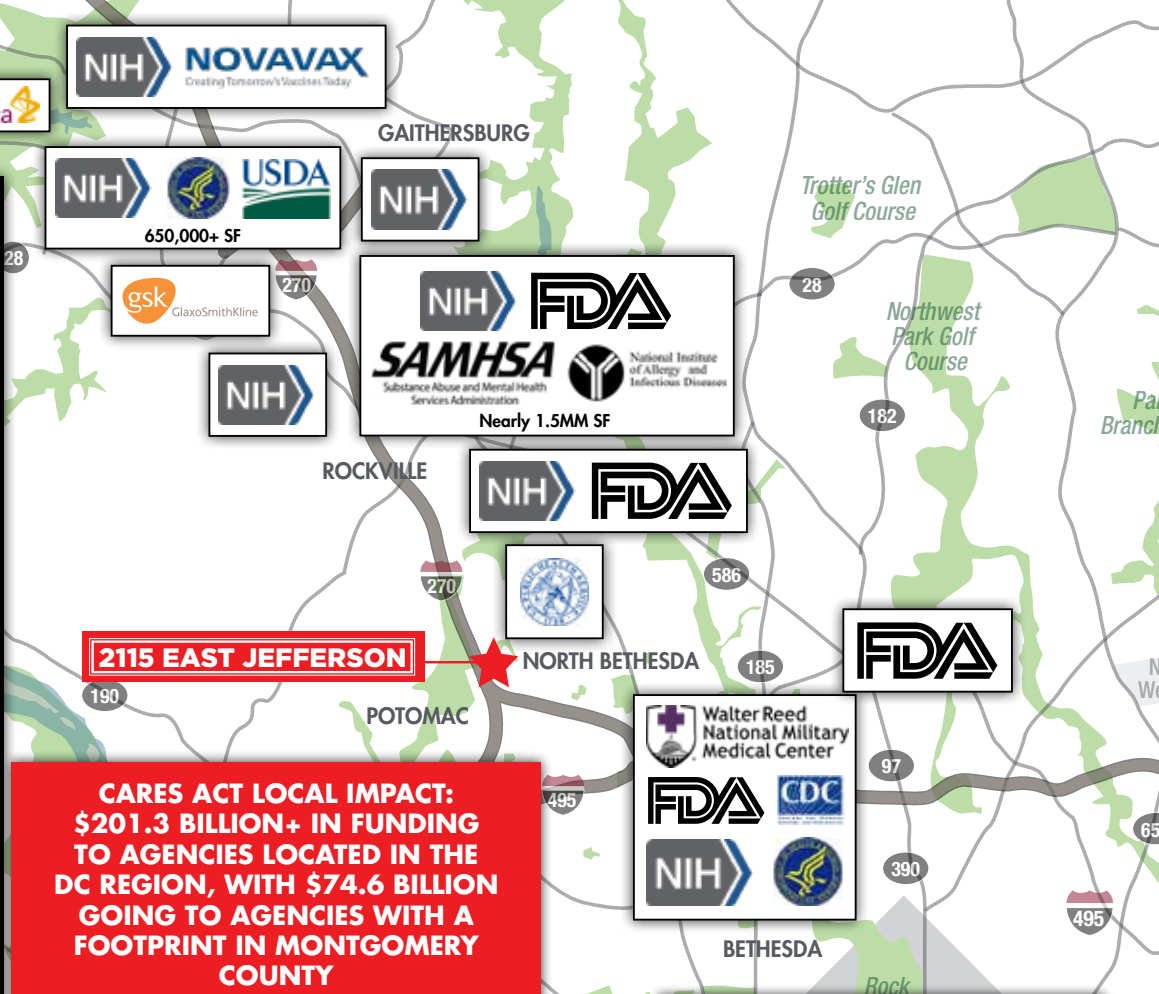 NIH
NOVAVAX
Creating Tomorrow's Vaccines Today
a
GAITHERSBURG
NIH
USDA
650,000+ SF
NIH
Trotter's Glen
Golf Course
28
gsk
GlaxoSmithKline
270
28
NIH
FDA
SAMHSA
Substance Abuse and Mental Health
Services Administration
National Institute
of Allergy and
Infectious Diseases
Nearly 1.5MM SF
Northwest
Park Golf
Course
NIH
182
Pa
Branch
ROCKVILLE
NIH
FDA
270
586
FDA
2115 EAST JEFFERSON
NORTH BETHESDA
185
N
We
190
POTOMAC
Walter Reed
National Military
Medical Center
FDA
CDC
NIH
97
495
65
390
495
BETHESDA
Rock
CARES ACT LOCAL IMPACT:
$201.3 BILLION+ IN FUNDING
TO AGENCIES LOCATED IN THE
DC REGION, WITH $74.6 BILLION
GOING TO AGENCIES WITH A
FOOTPRINT IN MONTGOMERY
COUNTY